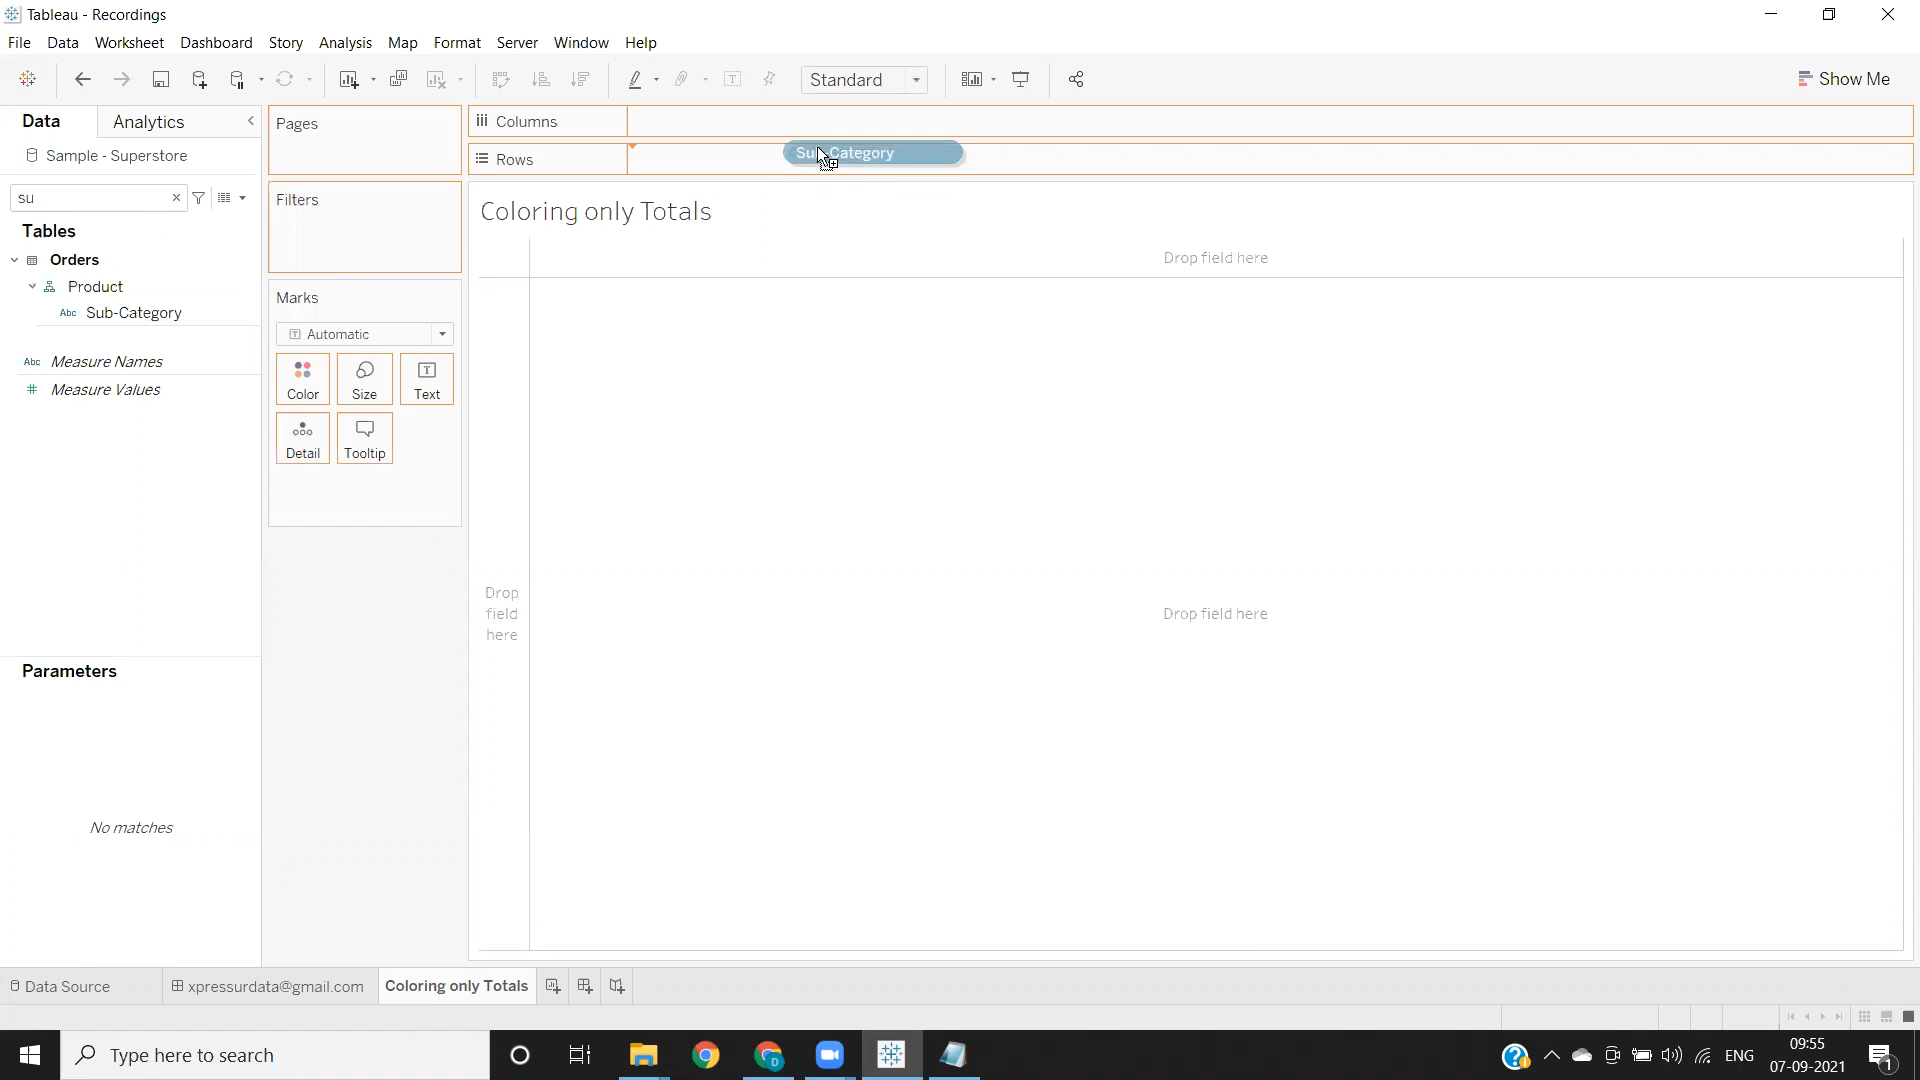 Tableau - Recordings
File Data Worksheet Dashboard Story Analysis Map Format Server Window Help
Standard
Show Me
Data Analytics
Pages
Columns
Sample - Superstore
Rows
Sub-Category
su
Filters
Coloring only Totals
Tables
Orders
Drop field here
Product
Marks
Abc Sub-Category
Automatic
Abc Measure Names
Measure Values
Color Size Text
Detail Tooltip
Drop
field
here
Drop field here
Parameters
No matches
Data Source xpressurdata@gmail.com Coloring only Totals
Type here to search
D
ENG
09:55
07-09-2021
1